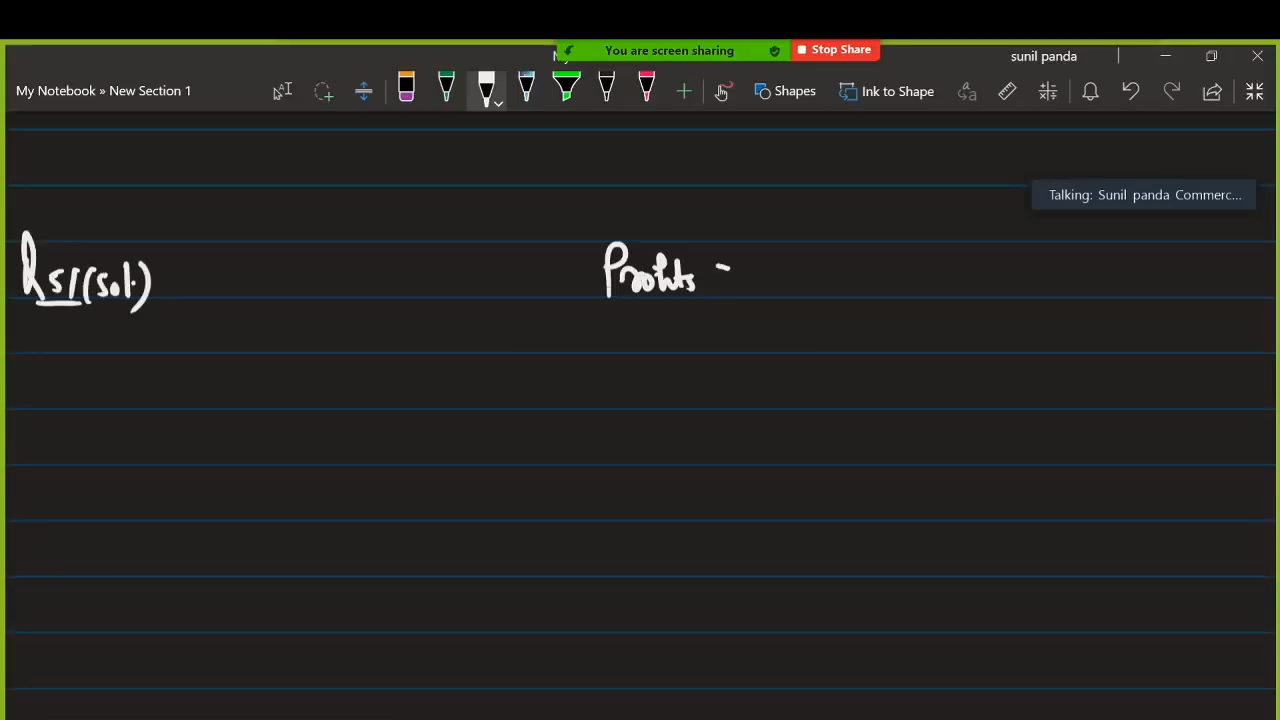 You are screen sharing
Stop Share
sunil panda
My Notebook » New Section 1
Shapes
Ink to Shape
Talking: Sunil panda Commerc...
(Sol.)
Profits -